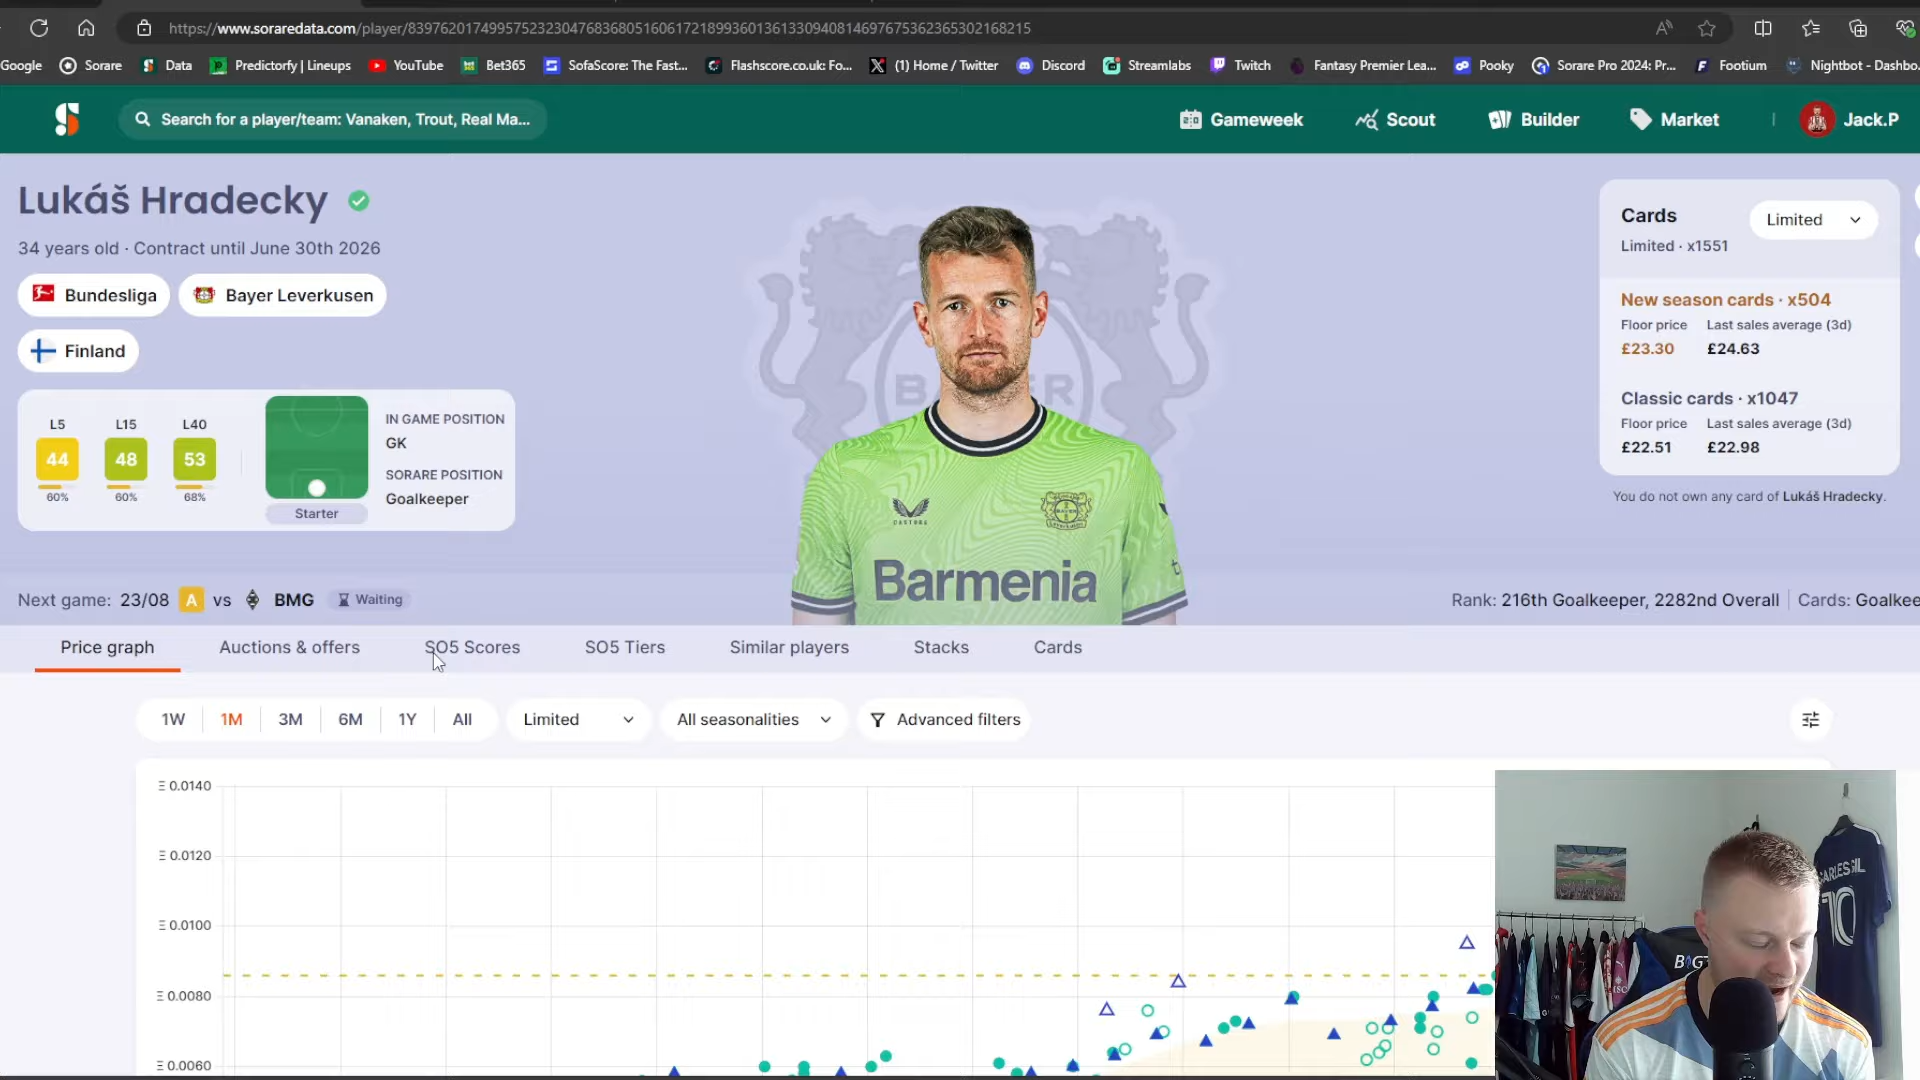 https://www.soraredata.com/player/83976201749957523230476836805160617218993601361330940814697675362365302168215
Google Sorare Data Predictorfy | Lineups YouTube Bet365 SofaScore: The Fast... Flashscore.co.uk: Fo... (1) Home / Twitter Discord Streamlabs Twitch Fantasy Premier Lea... Pooky Sorare Pro 2024: Pr... Footium Nightbot - Dashbo...
Search for a player/team: Vanaken, Trout, Real Ma...
Gameweek Scout Builder Market Jack.P
Lukáš Hradecky
34 years old · Contract until June 30th 2026
Bundesliga Bayer Leverkusen
Finland
L5 L15 L40
44 48 53
60% 60% 68%
Starter
IN GAME POSITION
GK
SORARE POSITION
Goalkeeper
Barmenia
Cards Limited
Limited · x1551
New season cards · x504
Floor price Last sales average (3d)
£23.30 £24.63
Classic cards · x1047
Floor price Last sales average (3d)
£22.51 £22.98
You do not own any card of Lukáš Hradecky.
Next game: 23/08 A vs BMG Waiting
Rank: 216th Goalkeeper, 2282nd Overall Cards: Goalkee
Price graph Auctions & offers SO5 Scores SO5 Tiers Similar players Stacks Cards
1W 1M 3M 6M 1Y All Limited All seasonalities Advanced filters
Ξ 0.0140
Ξ 0.0120
Ξ 0.0100
Ξ 0.0080
Ξ 0.0060
10